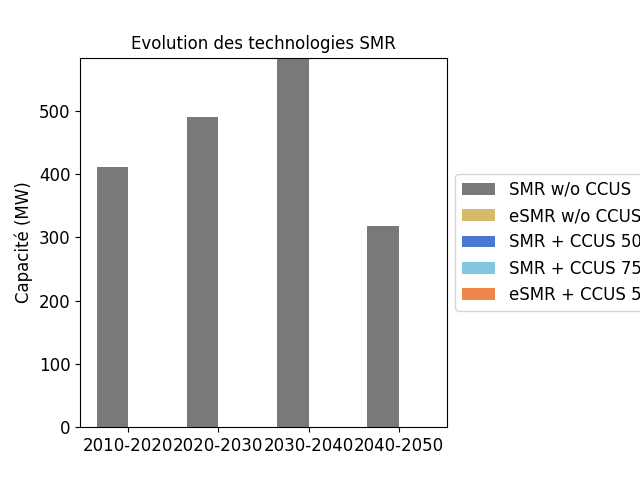 Evolution des technologies SMR
Capacité (MW)
500
400
300
200
100
0
2010-2020 2020-2030 2030-2040 2040-2050
SMR w/o CCUS
eSMR w/o CCUS
SMR + CCUS 50
SMR + CCUS 75
eSMR + CCUS 5